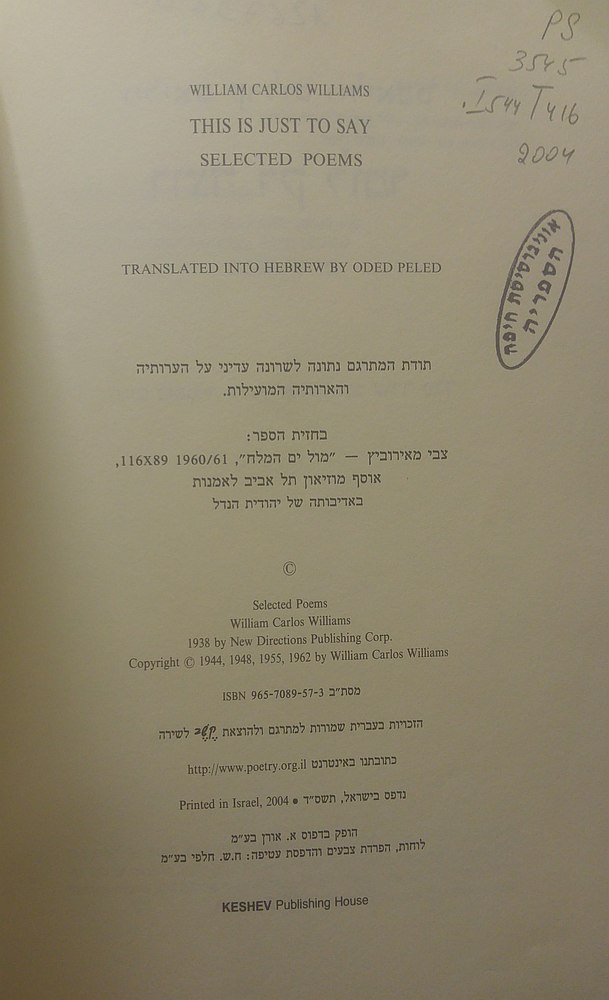 PS
3545
.I544 T416
2004
WILLIAM CARLOS WILLIAMS
THIS IS JUST TO SAY
SELECTED POEMS
אוניברסיטת חיפה
הספריה
TRANSLATED INTO HEBREW BY ODED PELED
תודת המתרגם נתונה לשרונה עדיני על הערותיה
והארותיה המועילות.
בחזית הספר:
צבי מאירוביץ — "מול ים המלח", 1960/61 116X89,
אוסף מוזיאון תל אביב לאמנות
באדיבותה של יהודית הנדל
©
Selected Poems
William Carlos Williams
1938 by New Directions Publishing Corp.
Copyright © 1944, 1948, 1955, 1962 by William Carlos Williams
מסת"ב ISBN 965-7089-57-3
הזכויות בעברית שמורות למתרגם ולהוצאת קֶשֶׁב לשירה
כתובתנו באינטרנט http://www.poetry.org.il
נדפס בישראל, תשס"ד • Printed in Israel, 2004
הופק בדפוס א. אורן בע"מ
לוחות, הפרדת צבעים והדפסת עטיפה: ח.ש. חלפי בע"מ
KESHEV Publishing House